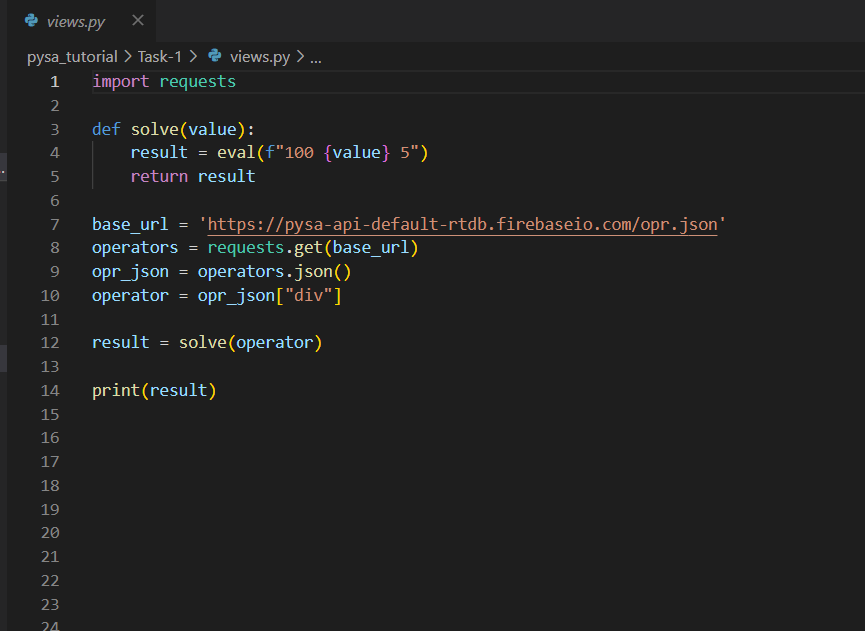 views.py
pysa_tutorial > Task-1 > views.py > ...
1 import requests
2
3 def solve(value):
4     result = eval(f"100 {value} 5")
5     return result
6
7 base_url = 'https://pysa-api-default-rtdb.firebaseio.com/opr.json'
8 operators = requests.get(base_url)
9 opr_json = operators.json()
10 operator = opr_json["div"]
11
12 result = solve(operator)
13
14 print(result)
15
16
17
18
19
20
21
22
23
24